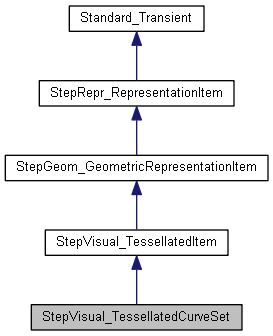 Standard_Transient
StepRepr_RepresentationItem
StepGeom_GeometricRepresentationItem
StepVisual_TessellatedItem
StepVisual_TessellatedCurveSet